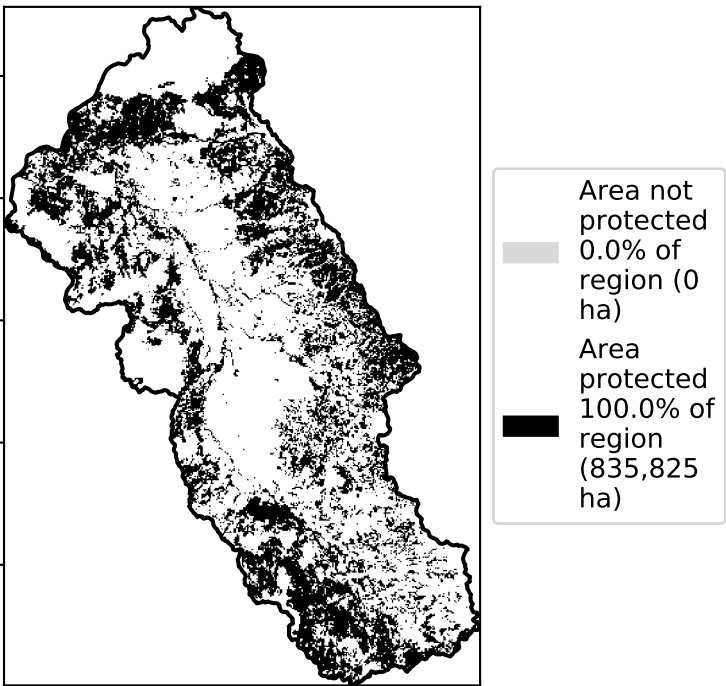 Area not
protected
0.0% of
region (0
ha)
Area
protected
100.0% of
region
(835,825
ha)